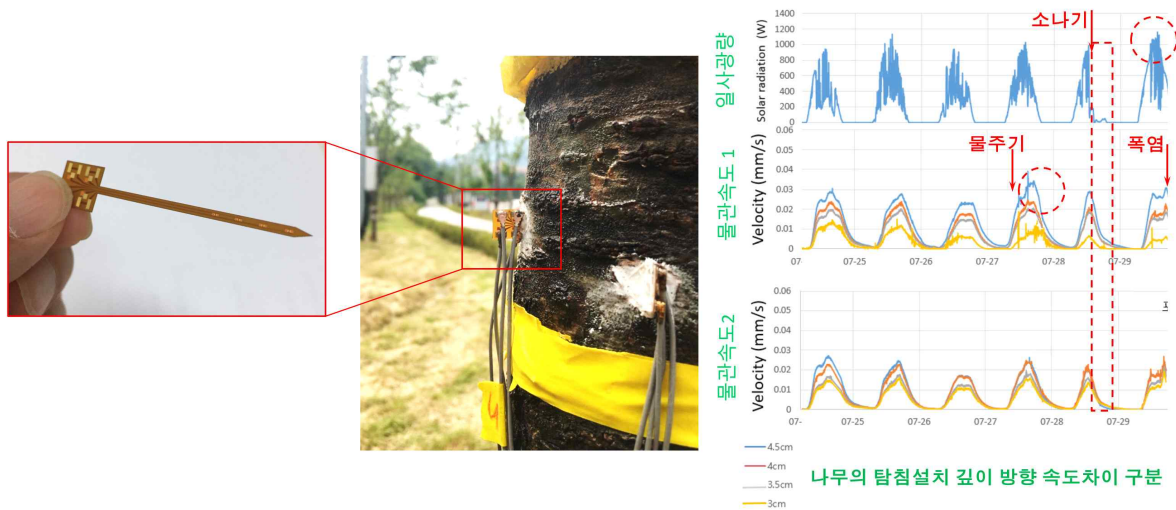 소나기
일사광량
Solar radiation (W)
1400
1200
1000
800
600
400
200
0
물관속도 1
Velocity (mm/s)
0.06
0.05
0.04
0.03
0.02
0.01
0
물주기
폭염
07-
07-25
07-26
07-27
07-28
07-29
물관속도2
Velocity (mm/s)
0.06
0.05
0.04
0.03
0.02
0.01
0
07-
07-25
07-26
07-27
07-28
07-29
4.5cm
4cm
3.5cm
3cm
나무의 탐침설치 깊이 방향 속도차이 구분
4